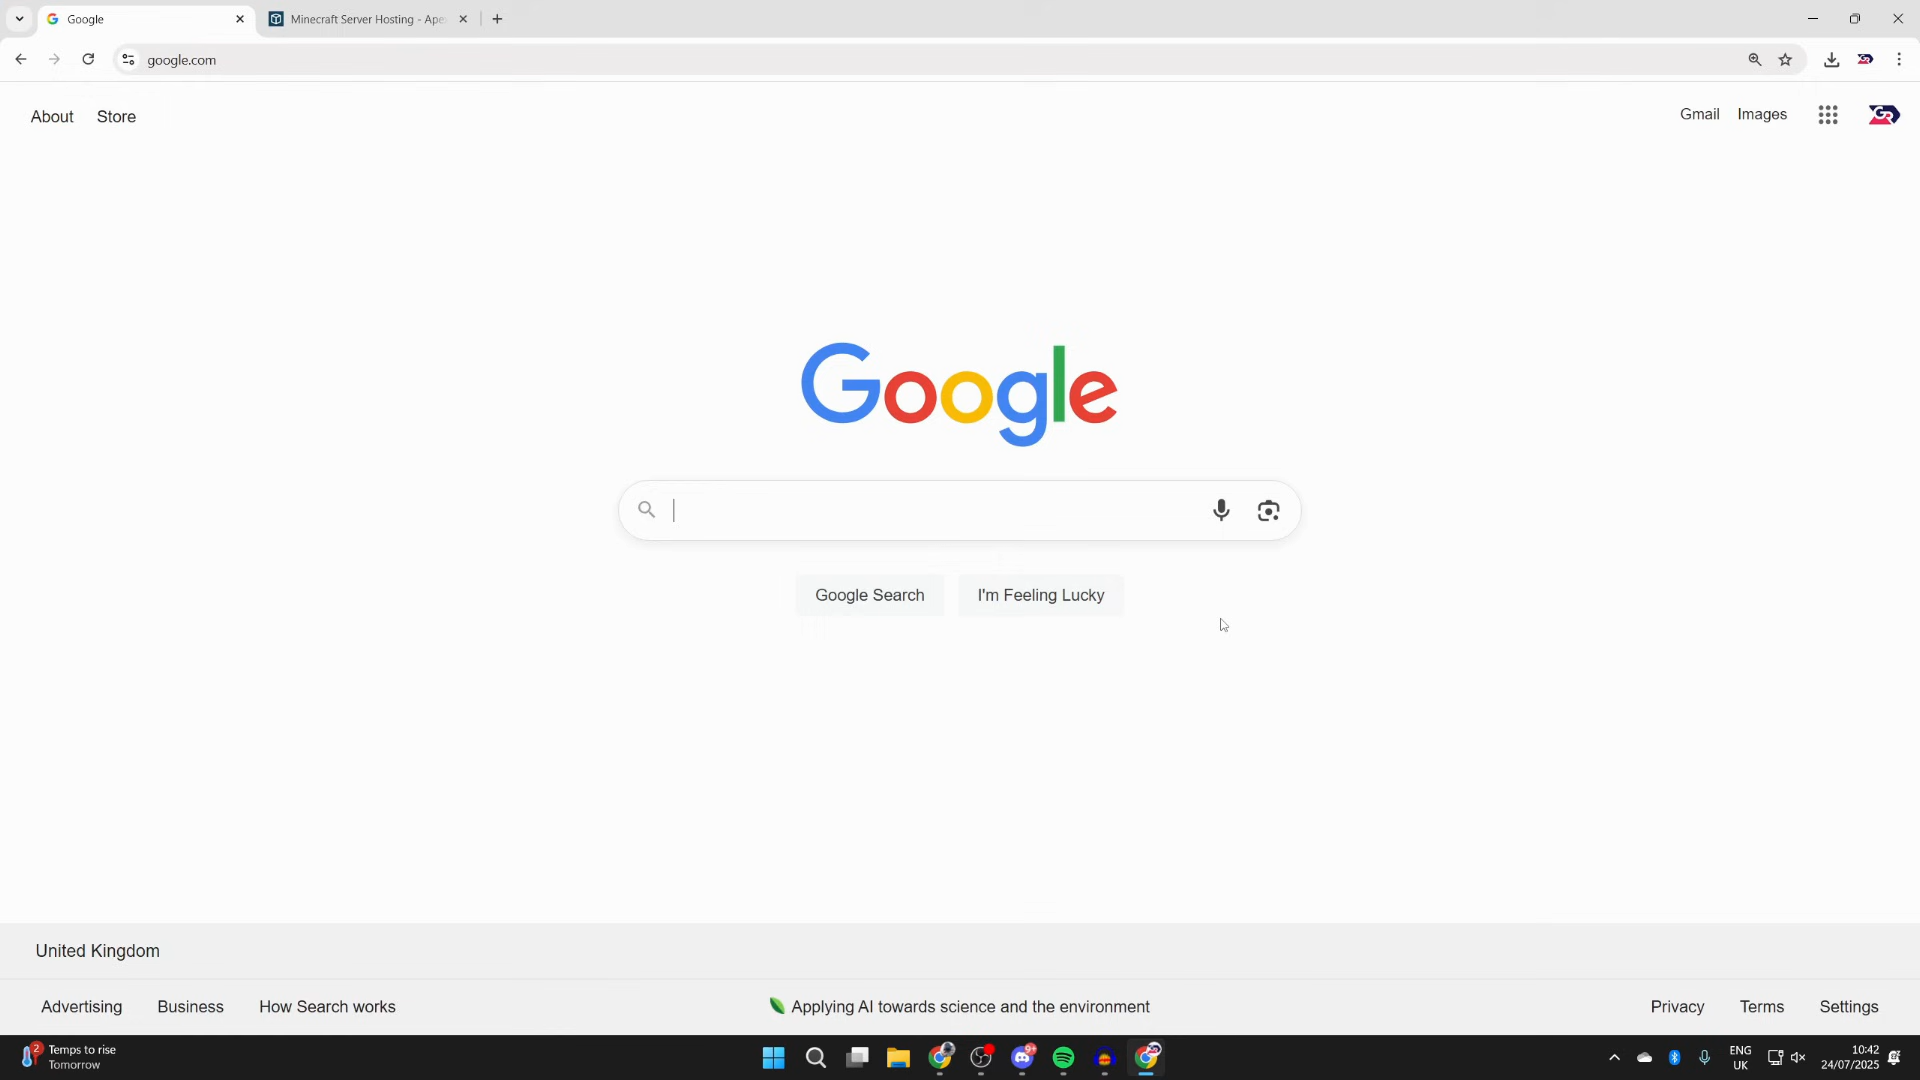 Google
Minecraft Server Hosting - Ape
google.com
About
Store
Gmail
Images
Google
Google Search
I'm Feeling Lucky
United Kingdom
Advertising
Business
How Search works
Applying AI towards science and the environment
Privacy
Terms
Settings
2
Temps to rise
Tomorrow
9+
ENG
UK
10:42
24/07/2025